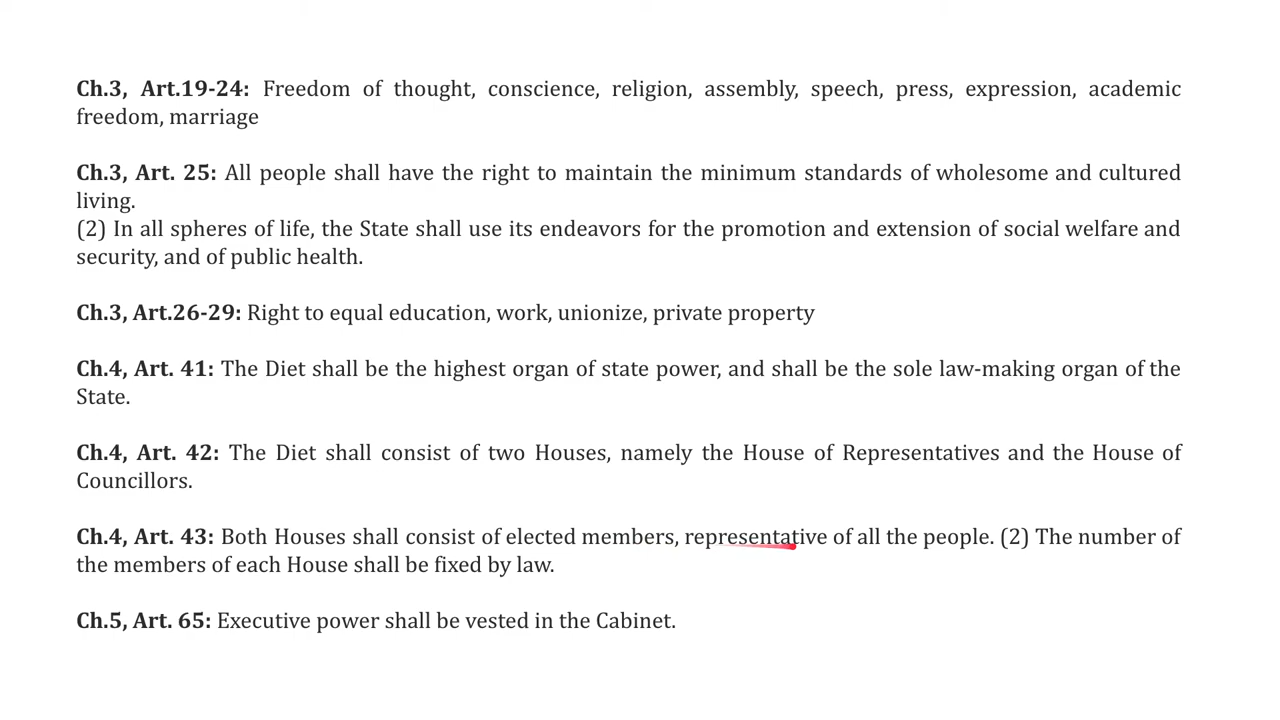 Ch.3, Art.19-24: Freedom of thought, conscience, religion, assembly, speech, press, expression, academic
freedom, marriage
Ch.3, Art. 25: All people shall have the right to maintain the minimum standards of wholesome and cultured
living.
(2) In all spheres of life, the State shall use its endeavors for the promotion and extension of social welfare and
security, and of public health.
Ch.3, Art.26-29: Right to equal education, work, unionize, private property
Ch.4, Art. 41: The Diet shall be the highest organ of state power, and shall be the sole law-making organ of the
State.
Ch.4, Art. 42: The Diet shall consist of two Houses, namely the House of Representatives and the House of
Councillors.
Ch.4, Art. 43: Both Houses shall consist of elected members, representative of all the people. (2) The number of
the members of each House shall be fixed by law.
Ch.5, Art. 65: Executive power shall be vested in the Cabinet.